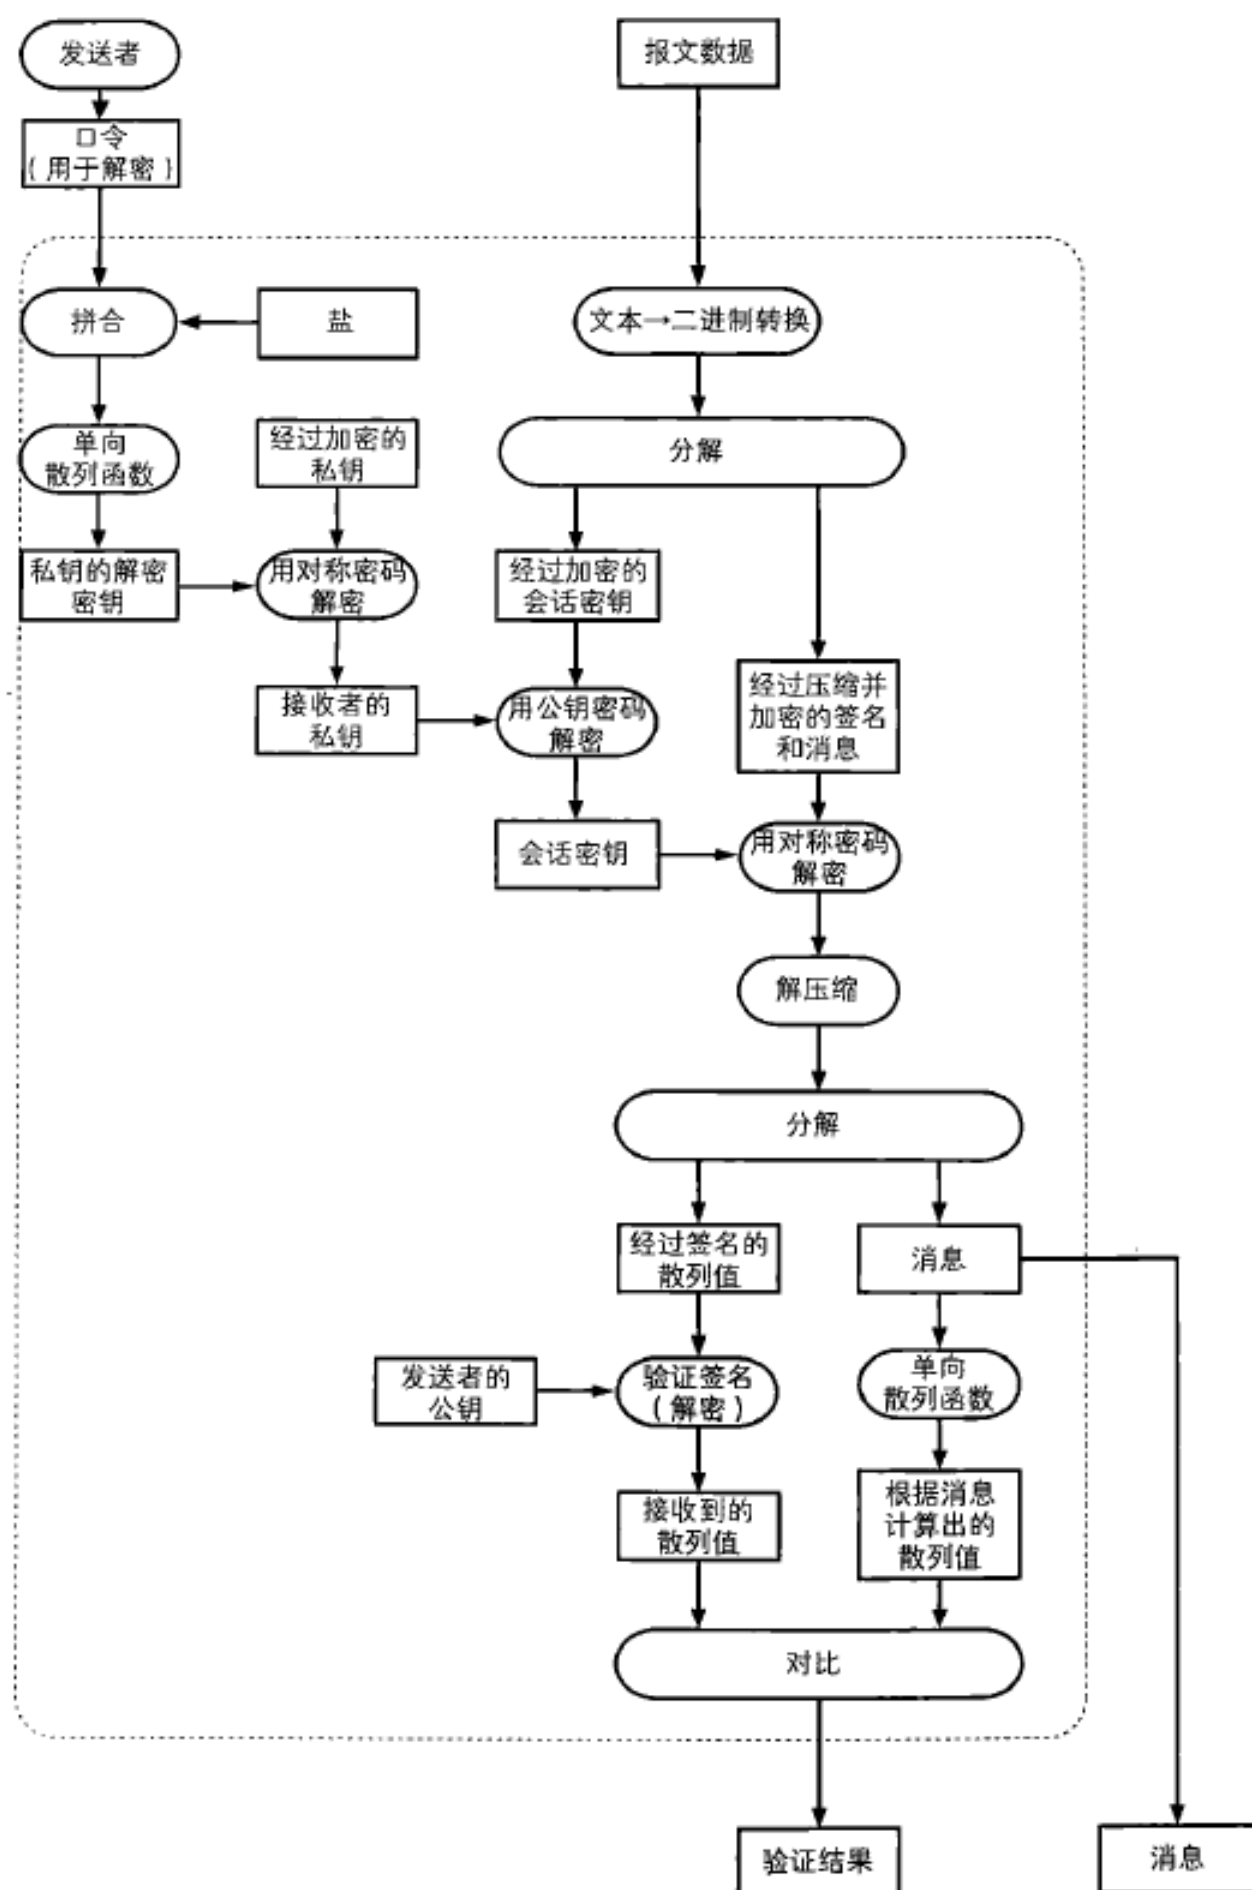 发送者
报文数据
口令
(用于解密)
拼合
盐
文本→二进制转换
单向
散列函数
经过加密的
私钥
分解
私钥的解密
密钥
用对称密码
解密
经过加密的
会话密钥
接收者的
私钥
用公钥密码
解密
经过压缩并
加密的签名
和消息
会话密钥
用对称密码
解密
解压缩
分解
经过签名的
散列值
消息
发送者的
公钥
验证签名
(解密)
单向
散列函数
接收到的
散列值
根据消息
计算出的
散列值
对比
验证结果
消息